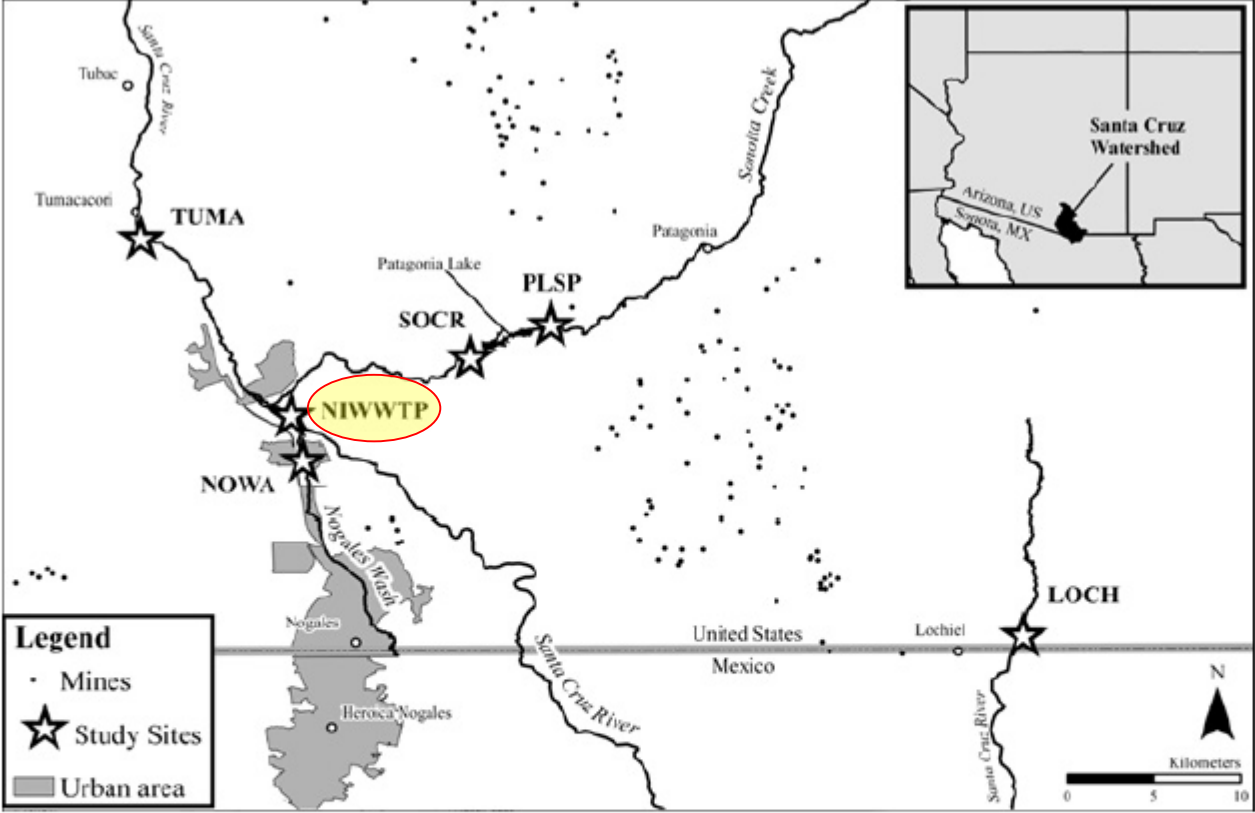 Santa Cruz River
Tubac
Tumacacori
TUMA
Sonoita Creek
Patagonia
Patagonia Lake
PLSP
SOCR
NIWWTP
NOWA
Nogales Wash
Nogales
Heroica Nogales
Santa Cruz River
United States
Mexico
Lochiel
LOCH
Santa Cruz River
Santa Cruz
Watershed
Arizona, US
Sonora, MX
Legend
Mines
Study Sites
Urban area
N
Kilometers
0 5 10